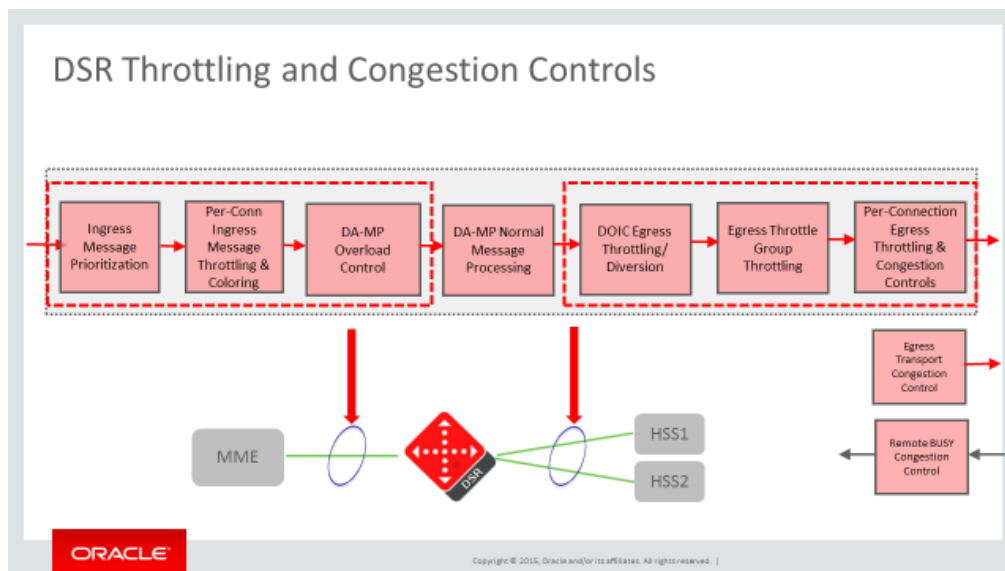 DSR Throttling and Congestion Controls
Ingress
Message
Prioritization
Per-Conn
Ingress
Message
Throttling &
Coloring
DA-MP
Overload
Control
DA-MP Normal
Message
Processing
DOIC Egress
Throttling/
Diversion
Egress Throttle
Group
Throttling
Per-Connection
Egress
Throttling &
Congestion
Controls
Egress
Transport
Congestion
Control
MME
DSR
HSS1
HSS2
Remote BUSY
Congestion
Control
ORACLE
Copyright © 2015, Oracle and/or its affiliates. All rights reserved. |